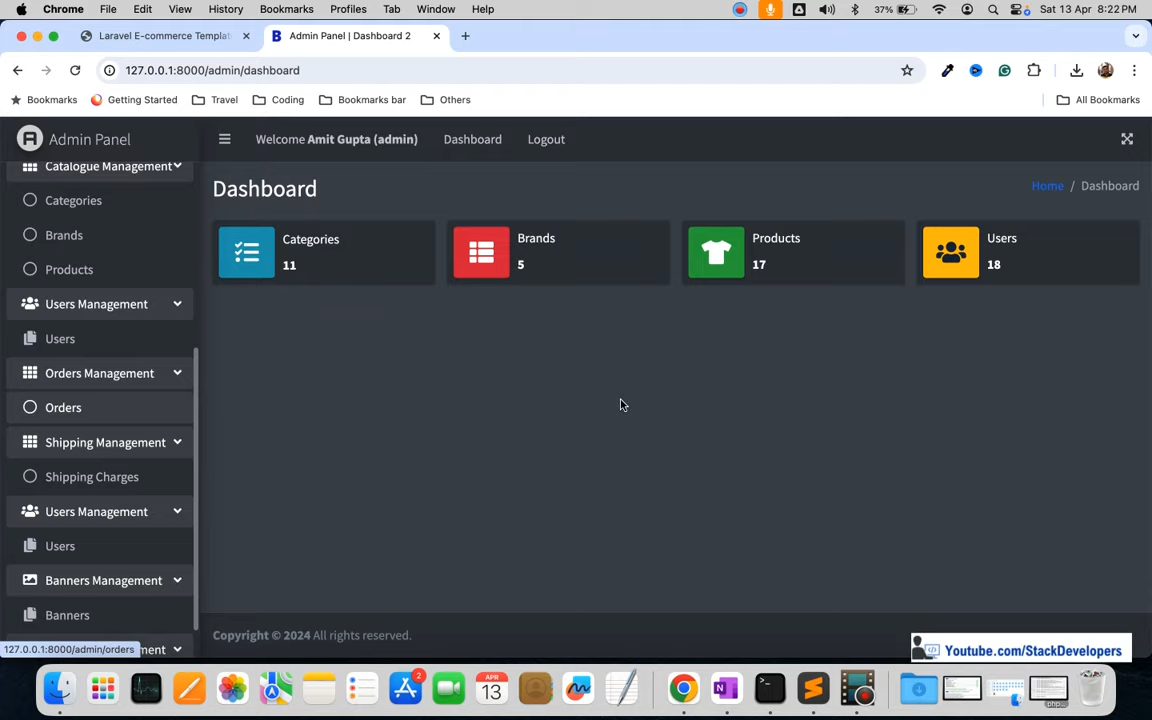 Chrome File Edit View History Bookmarks Profiles Tab Window Help 37% Sat 13 Apr 8:22 PM
Laravel E-commerce Templat Admin Panel | Dashboard 2
127.0.0.1:8000/admin/dashboard
Bookmarks Getting Started Travel Coding Bookmarks bar Others All Bookmarks
Admin Panel
Welcome Amit Gupta (admin) Dashboard Logout
Catalogue Management
Categories
Brands
Products
Users Management
Users
Orders Management
Orders
Shipping Management
Shipping Charges
Users Management
Users
Banners Management
Banners
ment
127.0.0.1:8000/admin/orders
Dashboard
Home / Dashboard
Categories
11
Brands
5
Products
17
Users
18
Copyright © 2024 All rights reserved.
Youtube.com/StackDevelopers
2
APR
13